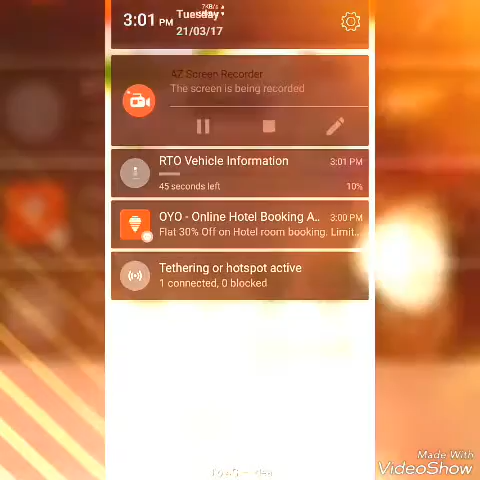 3:01 PM Tuesday
21/03/17
AZ Screen Recorder
The screen is being recorded
RTO Vehicle Information 3:01 PM
45 seconds left 10%
OYO - Online Hotel Booking A.. 3:00 PM
Flat 30% Off on Hotel room booking. Limit..
Tethering or hotspot active
1 connected, 0 blocked
Made With
VideoShow